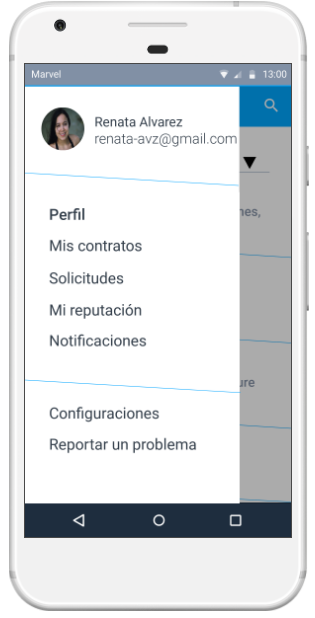 Marvel 13:00
Renata Alvarez
renata-avz@gmail.com
nes,
Perfil
Mis contratos
Solicitudes
Mi reputación
Notificaciones
ure
Configuraciones
Reportar un problema